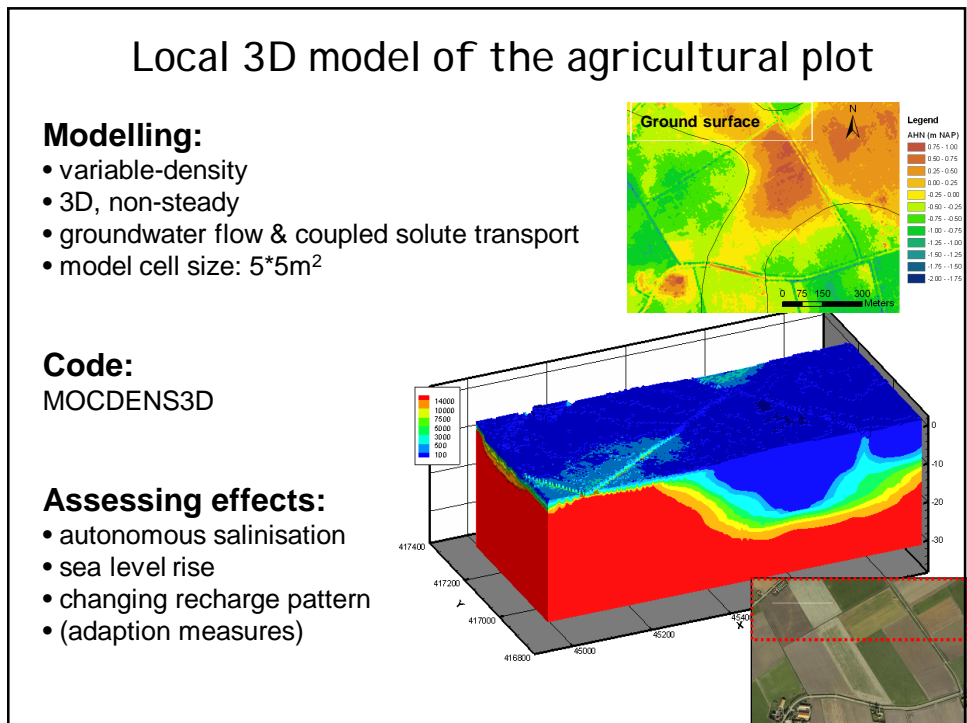 Local 3D model of the agricultural plot
Modelling:
• variable-density
• 3D, non-steady
• groundwater flow & coupled solute transport
• model cell size: 5*5m²
Code:
MOCDENS3D
Assessing effects:
• autonomous salinisation
• sea level rise
• changing recharge pattern
• (adaption measures)
Ground surface
N
0 75 150 300
Meters
Legend
AHN (m NAP)
0.75 - 1.00
0.50 - 0.75
0.25 - 0.50
0.00 - 0.25
-0.25 - 0.00
-0.50 - -0.25
-0.75 - -0.50
-1.00 - -0.75
-1.25 - -1.00
-1.50 - -1.25
-1.75 - -1.50
-2.00 - -1.75
14000
10000
7500
5000
3000
500
100
0
-10
-20
-30
417400
417200
Y
417000
416800
45000
45200
X